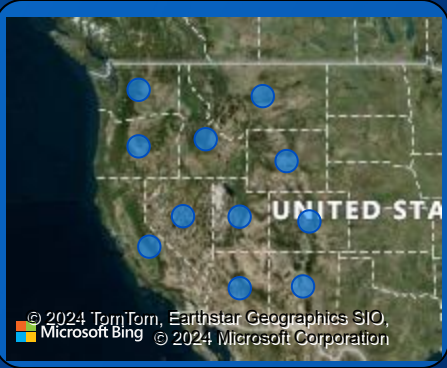 UNITED STA
© 2024 TomTom, Earthstar Geographics SIO,
Microsoft Bing © 2024 Microsoft Corporation